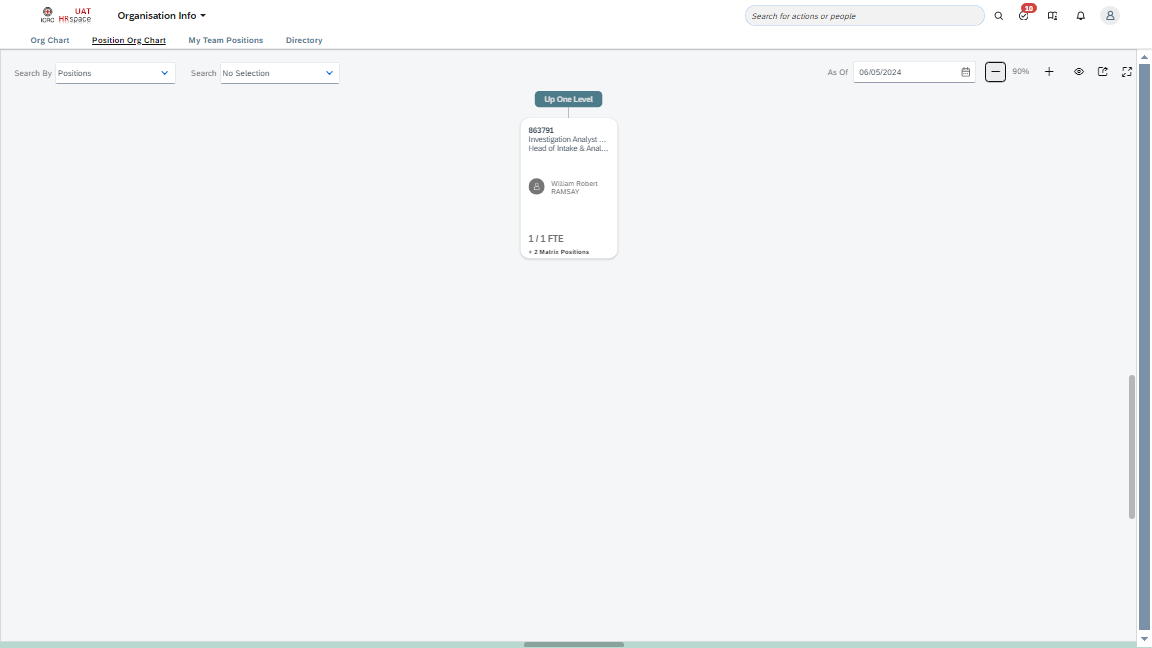 ICRC
UAT
HRspace
Organisation Info
Search for actions or people
10
Org Chart
Position Org Chart
My Team Positions
Directory
Search By
Positions
Search
No Selection
As Of
06/05/2024
90%
Up One Level
863791
Investigation Analyst ...
Head of Intake & Anal...
William Robert
RAMSAY
1 / 1 FTE
+ 2 Matrix Positions